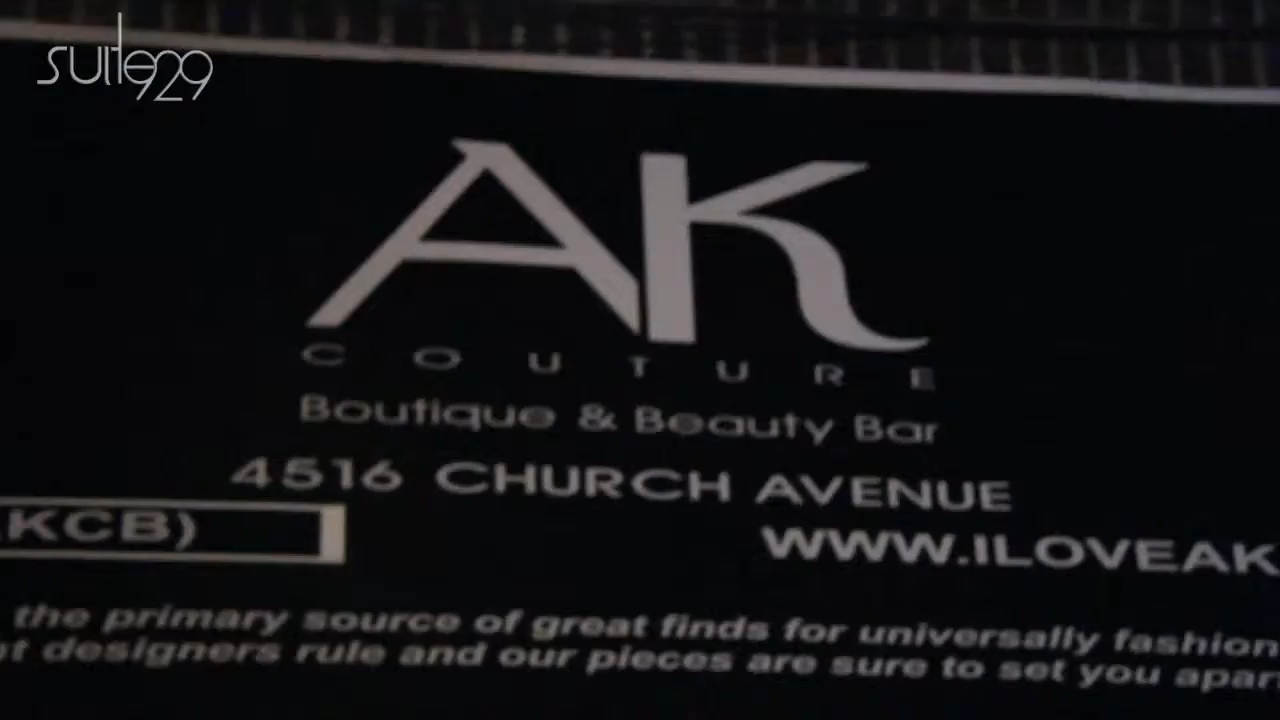 suite929
AK
COUTURE
Boutique & Beauty Bar
4516 CHURCH AVENUE
KCB)
WWW.ILOVEAK
the primary source of great finds for universally fashion
designers rule and our pieces are sure to set you apart